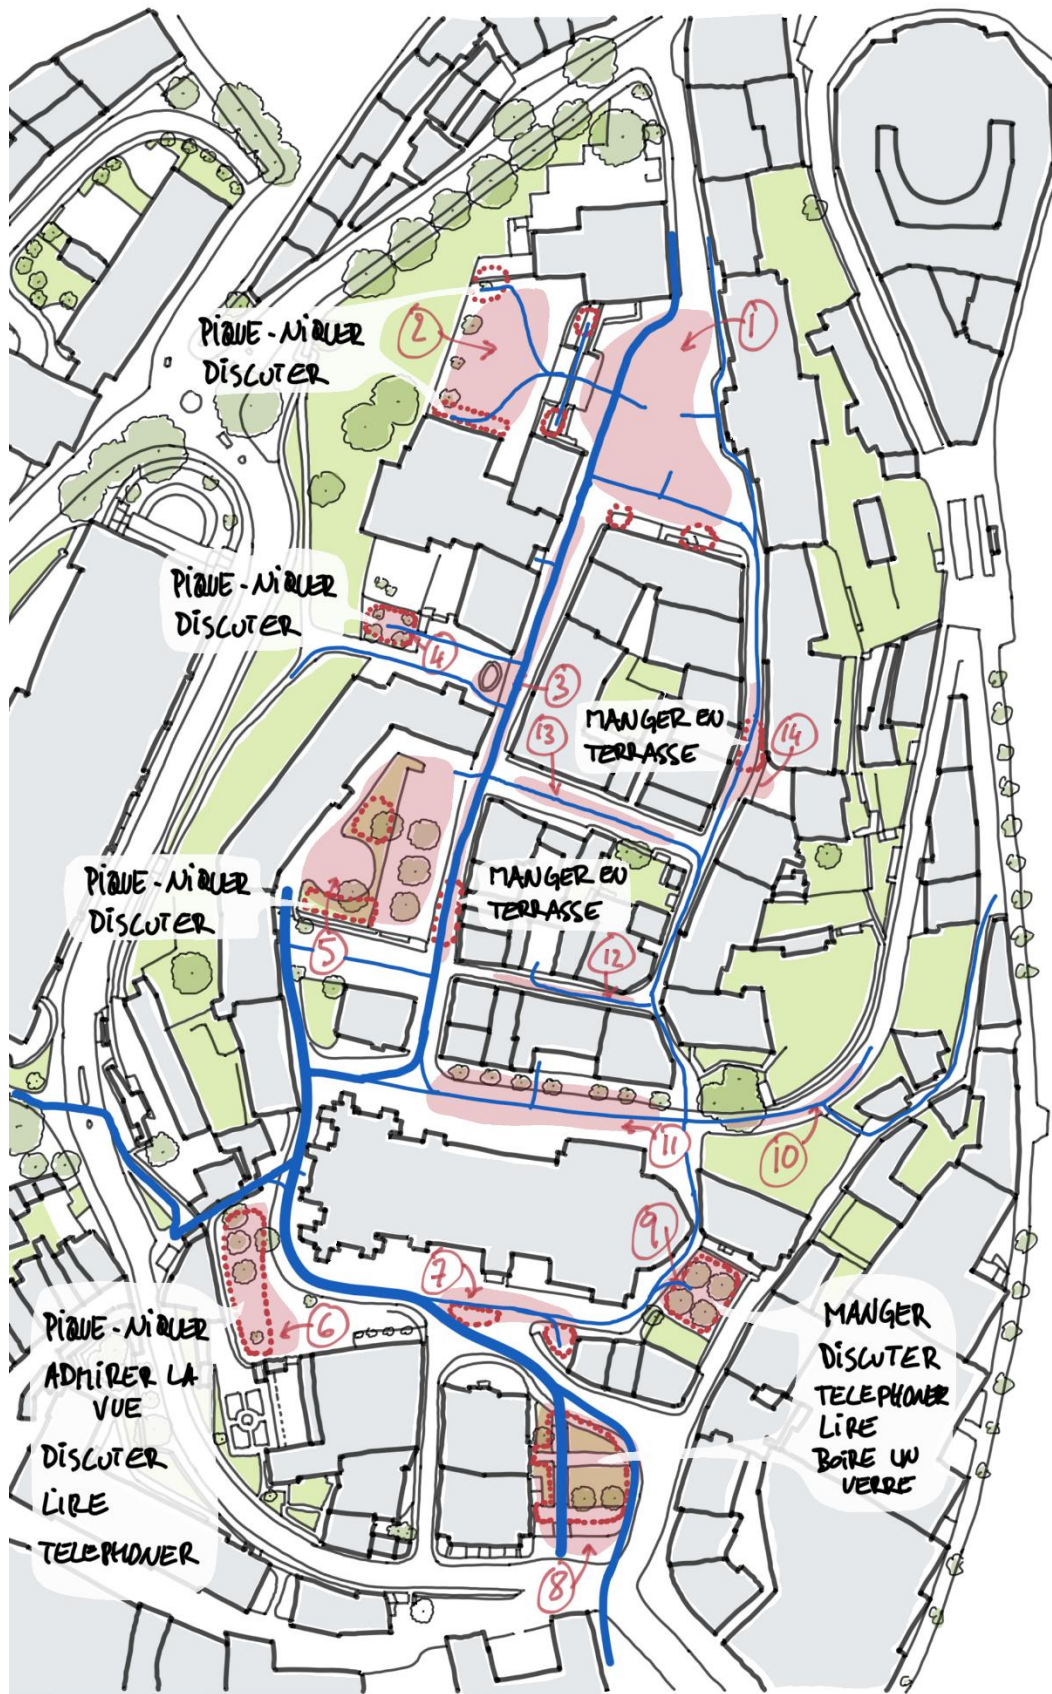 1
2
PIQUE-NIQUER
DISCUTER
PIQUE-NIQUER
DISCUTER
4
3
13
MANGER EN
TERRASSE
14
PIQUE-NIQUER
DISCUTER
5
MANGER EN
TERRASSE
12
11
10
9
7
6
PIQUE-NIQUER
ADMIRER LA
VUE
DISCUTER
LIRE
TELEPHONER
MANGER
DISCUTER
TELEPHONER
LIRE
BOIRE UN
VERRE
8